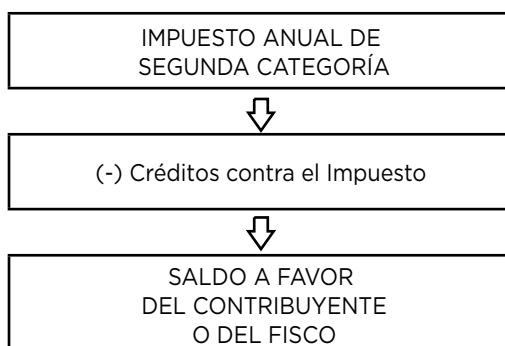 IMPUESTO ANUAL DE
SEGUNDA CATEGORÍA
(-) Créditos contra el Impuesto
SALDO A FAVOR
DEL CONTRIBUYENTE
O DEL FISCO